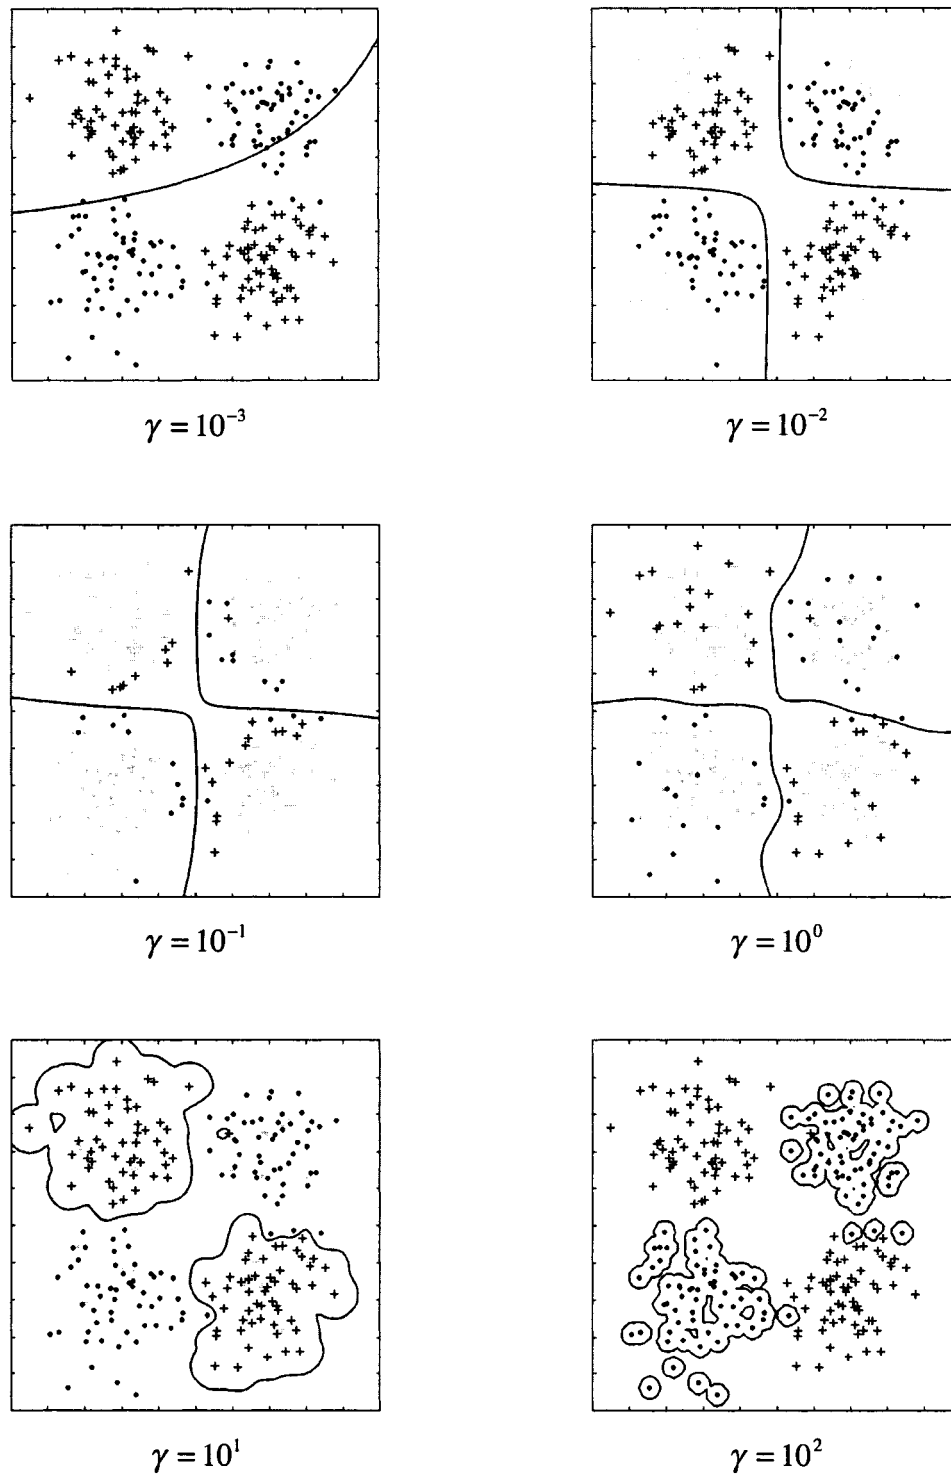 γ = 10⁻³
γ = 10⁻²
γ = 10⁻¹
γ = 10⁰
γ = 10¹
γ = 10²